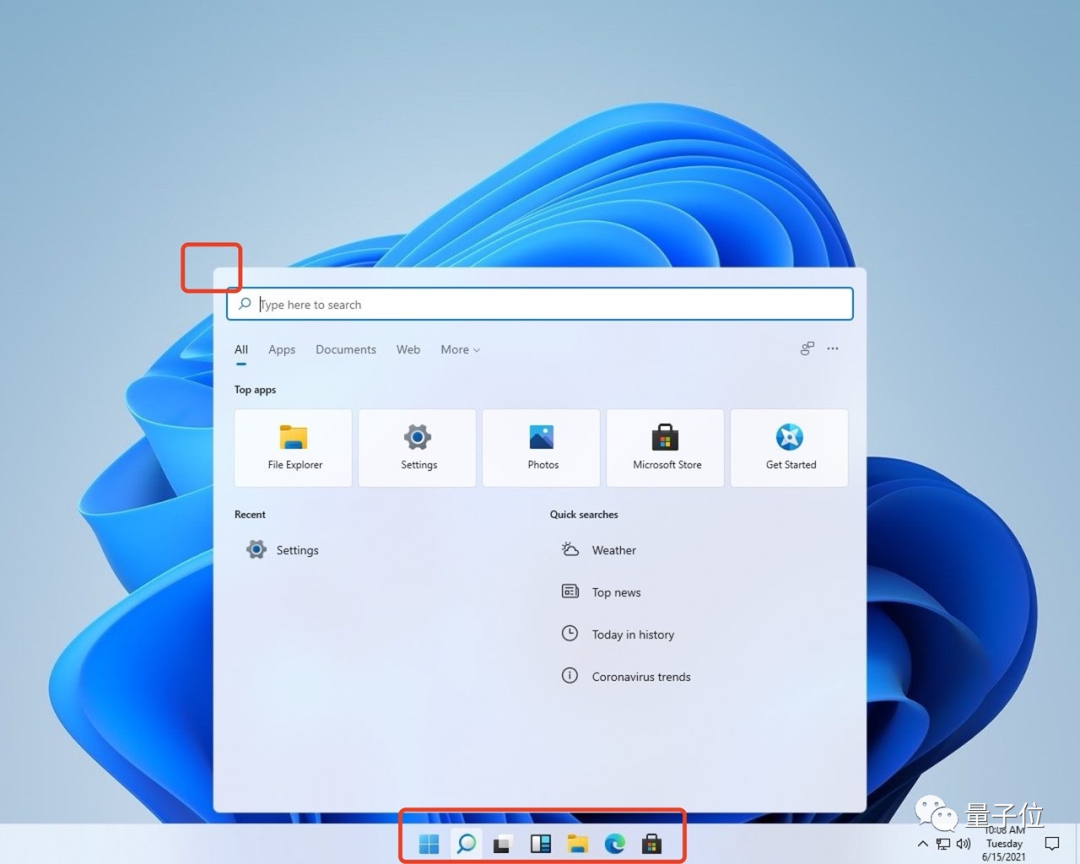 Type here to search
All Apps Documents Web More
Top apps
File Explorer Settings Photos Microsoft Store Get Started
Recent Quick searches
Settings Weather
Top news
Today in history
Coronavirus trends
量子位
10:08 AM
Tuesday
6/15/2021